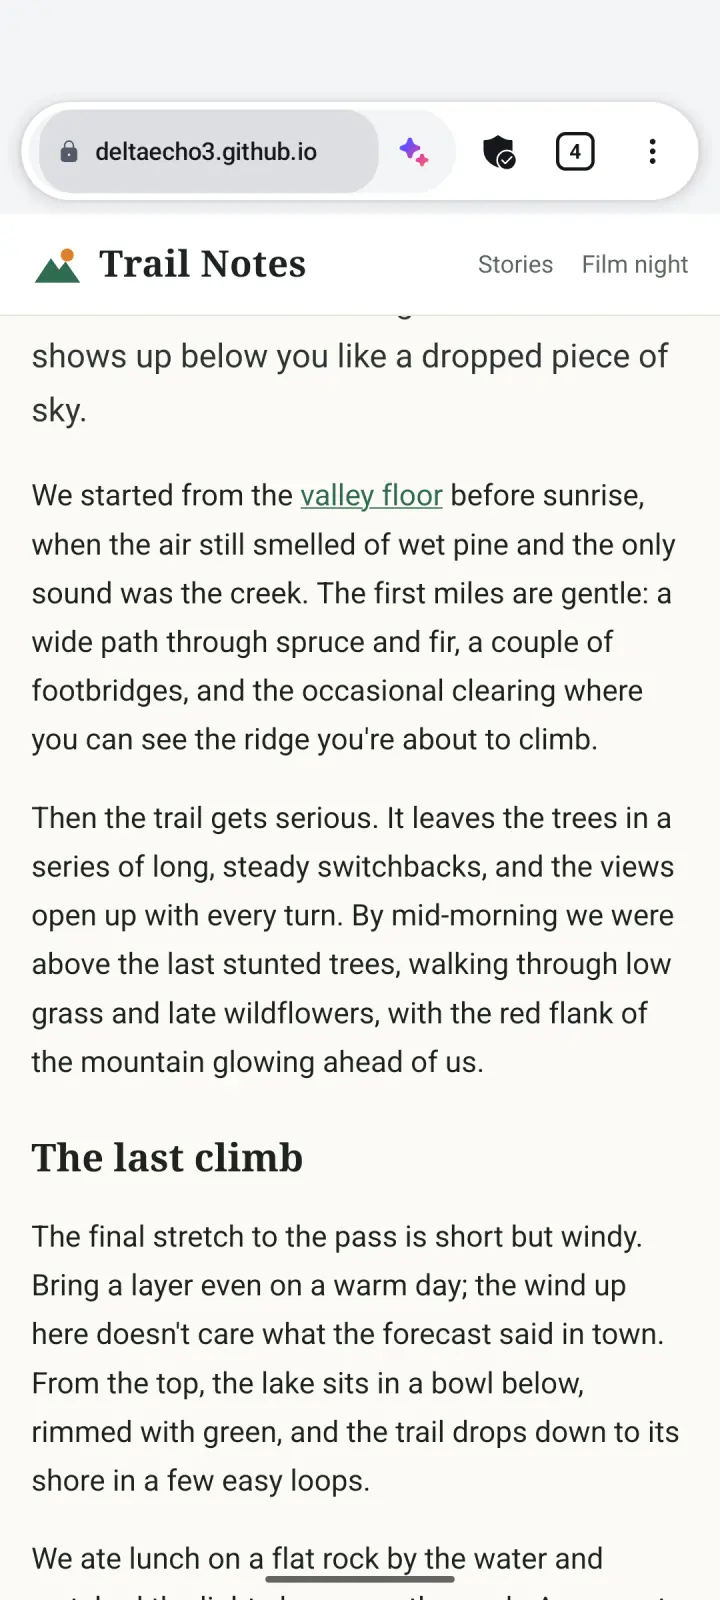 deltaecho3.github.io
4
Trail Notes
Stories
Film night
shows up below you like a dropped piece of
sky.
We started from the valley floor before sunrise,
when the air still smelled of wet pine and the only
sound was the creek. The first miles are gentle: a
wide path through spruce and fir, a couple of
footbridges, and the occasional clearing where
you can see the ridge you're about to climb.
Then the trail gets serious. It leaves the trees in a
series of long, steady switchbacks, and the views
open up with every turn. By mid-morning we were
above the last stunted trees, walking through low
grass and late wildflowers, with the red flank of
the mountain glowing ahead of us.
The last climb
The final stretch to the pass is short but windy.
Bring a layer even on a warm day; the wind up
here doesn't care what the forecast said in town.
From the top, the lake sits in a bowl below,
rimmed with green, and the trail drops down to its
shore in a few easy loops.
We ate lunch on a flat rock by the water and